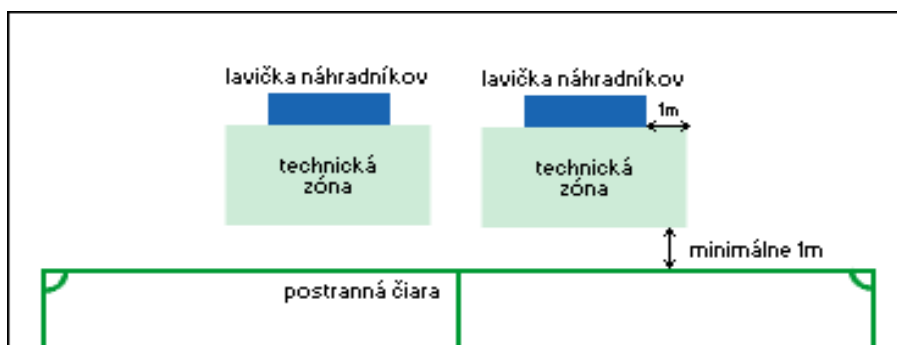 lavička náhradníkov
lavička náhradníkov
1m
technická
zóna
technická
zóna
minimálne 1m
postranná čiara